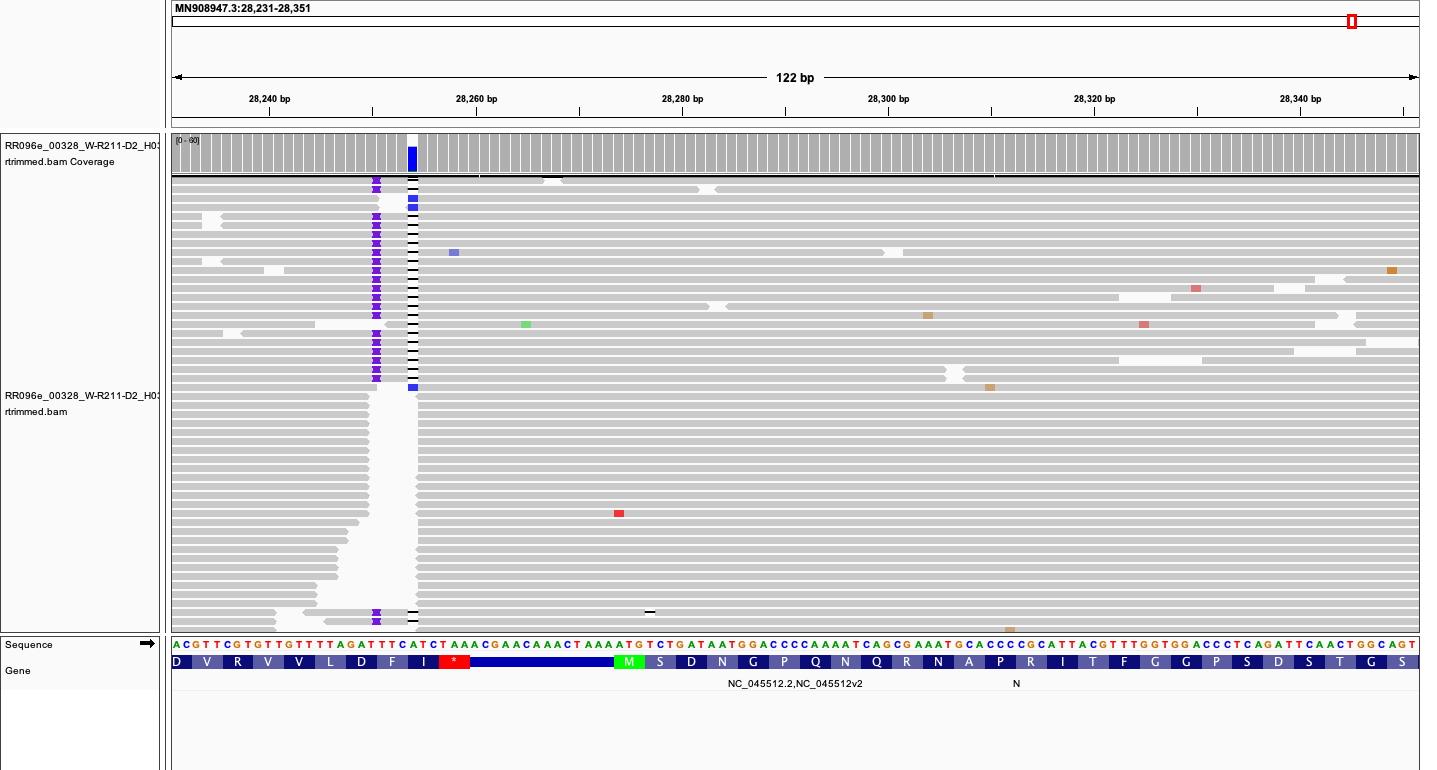 MN908947.3:28,231-28,351
122 bp
28,240 bp 28,260 bp 28,280 bp 28,300 bp 28,320 bp 28,340 bp
[0 - 60]
RR096e_00328_W-R211-D2_H03
rtrimmed.bam Coverage
RR096e_00328_W-R211-D2_H03
rtrimmed.bam
Sequence
ACGTTCGTGTTGTTTTAGATTTCATCTAAACGAACAAACTAAAATGTCTGATAATGGACCCCAAAATCAGCGAAATGCACCCCGCATTACGTTTGGTGGACCCTCAGATTCAACTGGCAGT
Gene
D V R V V L D F I * M S D N G P Q N Q R N A P R I T F G G P S D S T G S
NC_045512.2,NC_045512v2 N